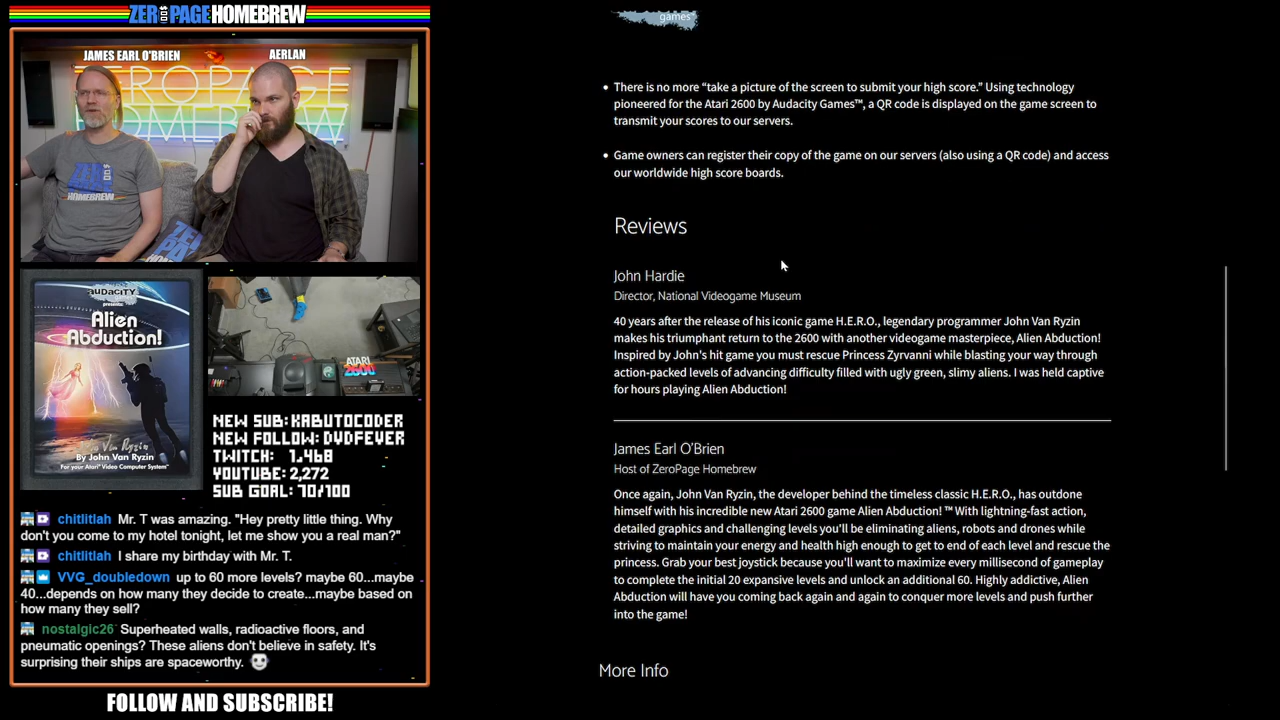 ZEROPAGE HOMEBREW
JAMES EARL O'BRIEN
AERLAN
ZEROPAGE
HOMEBREW
HOMEBREW
AUDACITY
presents:
Alien
Abduction!
John Van Ryzin
By John Van Ryzin
For your Atari® Video Computer System™
ATARI
2600
NEW SUB: KABUTOCODER
NEW FOLLOW: DVDFEVER
TWITCH: 1,468
YOUTUBE: 2,272
SUB GOAL: 70/100
chitlitlah Mr. T was amazing. "Hey pretty little thing. Why
don't you come to my hotel tonight, let me show you a real man?"
chitlitlah I share my birthday with Mr. T.
VVG_doubledown up to 60 more levels? maybe 60...maybe
40...depends on how many they decide to create...maybe based on
how many they sell?
nostalgic26 Superheated walls, radioactive floors, and
pneumatic openings? These aliens don't believe in safety. It's
surprising their ships are spaceworthy.
FOLLOW AND SUBSCRIBE!
games
• There is no more “take a picture of the screen to submit your high score.” Using technology
pioneered for the Atari 2600 by Audacity Games™, a QR code is displayed on the game screen to
transmit your scores to our servers.
• Game owners can register their copy of the game on our servers (also using a QR code) and access
our worldwide high score boards.
Reviews
John Hardie
Director, National Videogame Museum
40 years after the release of his iconic game H.E.R.O., legendary programmer John Van Ryzin
makes his triumphant return to the 2600 with another videogame masterpiece, Alien Abduction!
Inspired by John's hit game you must rescue Princess Zyrvanni while blasting your way through
action-packed levels of advancing difficulty filled with ugly green, slimy aliens. I was held captive
for hours playing Alien Abduction!
James Earl O'Brien
Host of ZeroPage Homebrew
Once again, John Van Ryzin, the developer behind the timeless classic H.E.R.O., has outdone
himself with his incredible new Atari 2600 game Alien Abduction! ™ With lightning-fast action,
detailed graphics and challenging levels you'll be eliminating aliens, robots and drones while
striving to maintain your energy and health high enough to get to end of each level and rescue the
princess. Grab your best joystick because you'll want to maximize every millisecond of gameplay
to complete the initial 20 expansive levels and unlock an additional 60. Highly addictive, Alien
Abduction will have you coming back again and again to conquer more levels and push further
into the game!
More Info